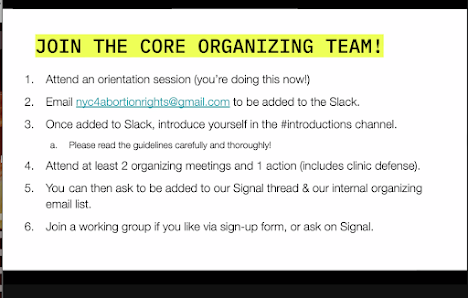 JOIN THE CORE ORGANIZING TEAM!
1. Attend an orientation session (you're doing this now!)
2. Email nyc4abortionrights@gmail.com to be added to the Slack.
3. Once added to Slack, introduce yourself in the #introductions channel.
a. Please read the guidelines carefully and thoroughly!
4. Attend at least 2 organizing meetings and 1 action (includes clinic defense).
5. You can then ask to be added to our Signal thread & our internal organizing
email list.
6. Join a working group if you like via sign-up form, or ask on Signal.